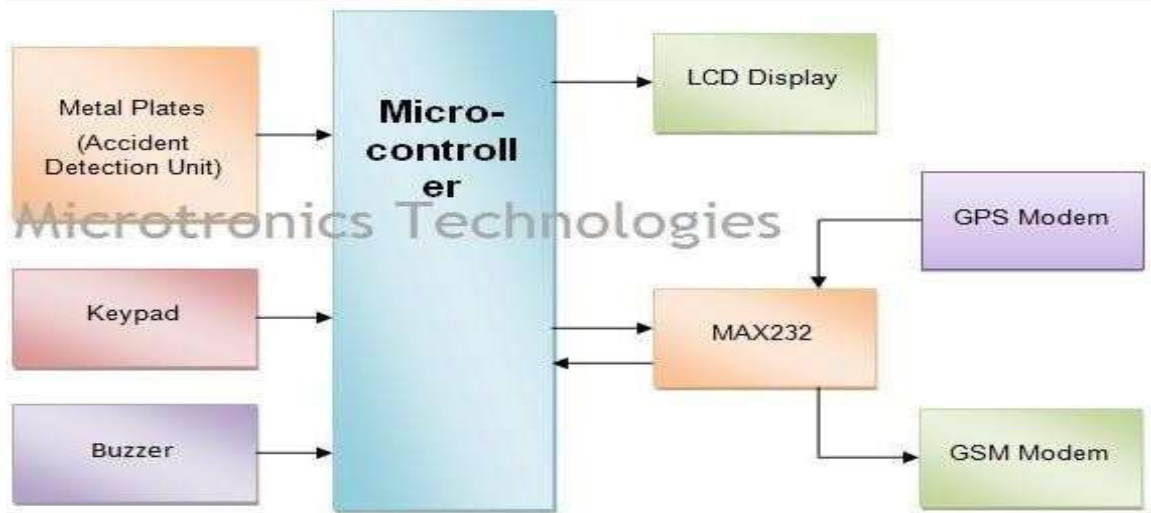 Metal Plates
(Accident
Detection Unit)
Micro-
controll
er
LCD Display
Microtronics Technologies
GPS Modem
Keypad
MAX232
Buzzer
GSM Modem